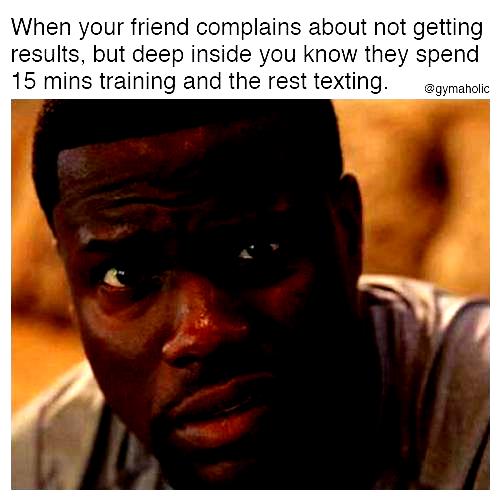 When your friend complains about not getting
results, but deep inside you know they spend
15 mins training and the rest texting.
@gymaholic